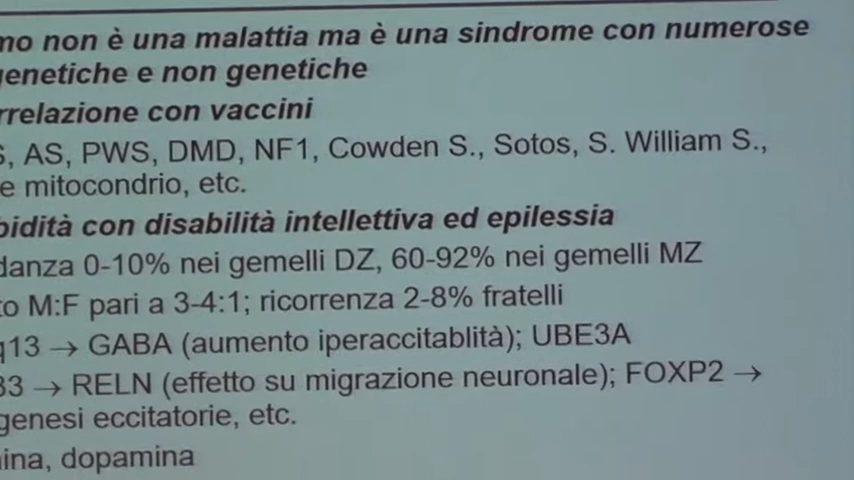 mo non è una malattia ma è una sindrome con numerose
genetiche e non genetiche
rrelazione con vaccini
S, AS, PWS, DMD, NF1, Cowden S., Sotos, S. William S.,
e mitocondrio, etc.
bidità con disabilità intellettiva ed epilessia
danza 0-10% nei gemelli DZ, 60-92% nei gemelli MZ
to M:F pari a 3-4:1; ricorrenza 2-8% fratelli
q13 → GABA (aumento iperaccitablità); UBE3A
33 → RELN (effetto su migrazione neuronale); FOXP2 →
genesi eccitatorie, etc.
nina, dopamina